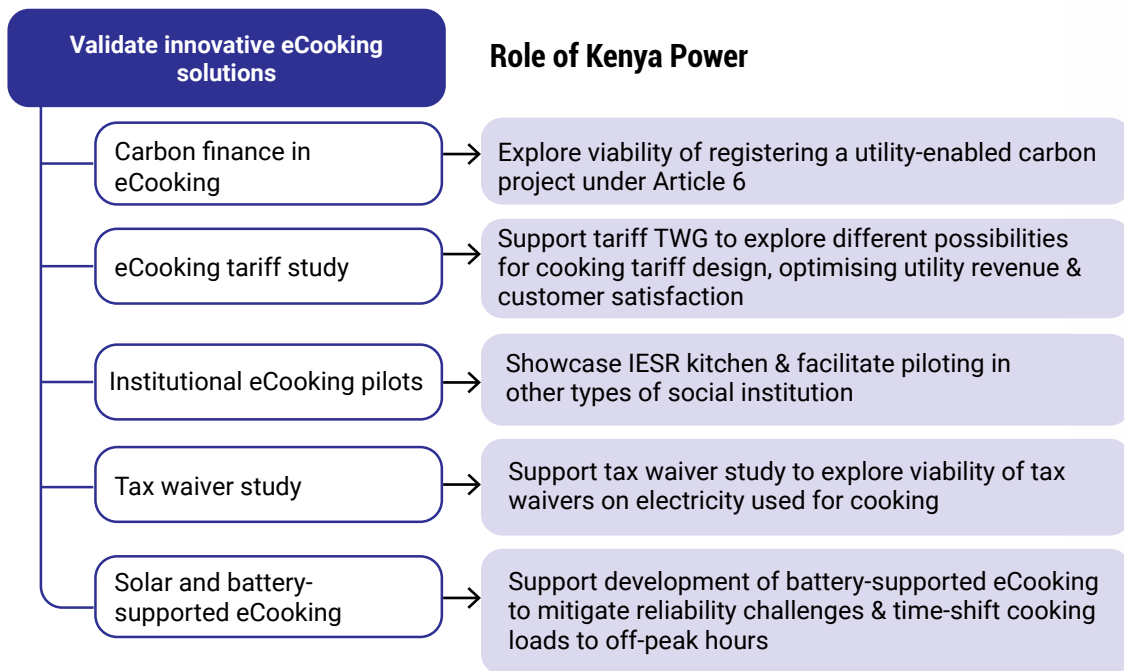 Validate innovative eCooking
solutions
Role of Kenya Power
Carbon finance in
eCooking
Explore viability of registering a utility-enabled carbon
project under Article 6
eCooking tariff study
Support tariff TWG to explore different possibilities
for cooking tariff design, optimising utility revenue &
customer satisfaction
Institutional eCooking pilots
Showcase IESR kitchen & facilitate piloting in
other types of social institution
Tax waiver study
Support tax waiver study to explore viability of tax
waivers on electricity used for cooking
Solar and battery-
supported eCooking
Support development of battery-supported eCooking
to mitigate reliability challenges & time-shift cooking
loads to off-peak hours